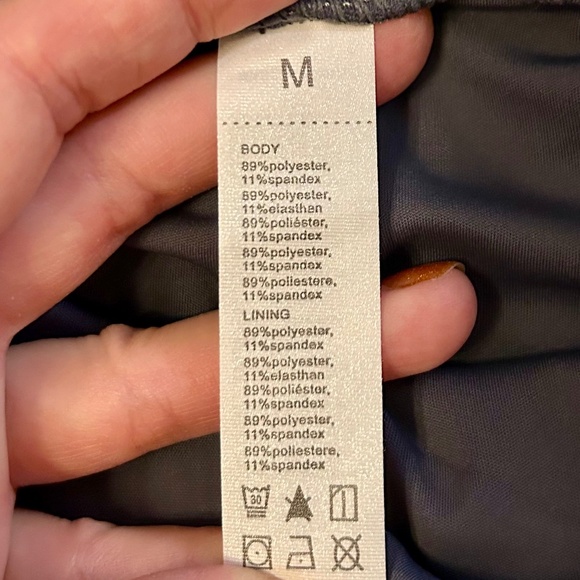 M
BODY
89%polyester,
11%spandex
89%polyester,
11%elasthan
89%poliéster,
11%spandex
89%polyester,
11%spandex
89%poliestere,
11%spandex
LINING
89%polyester,
11%spandex
89%polyester,
11%elasthan
89%poliéster,
11%spandex
89%polyester,
11%spandex
89%poliestere,
11%spandex
30